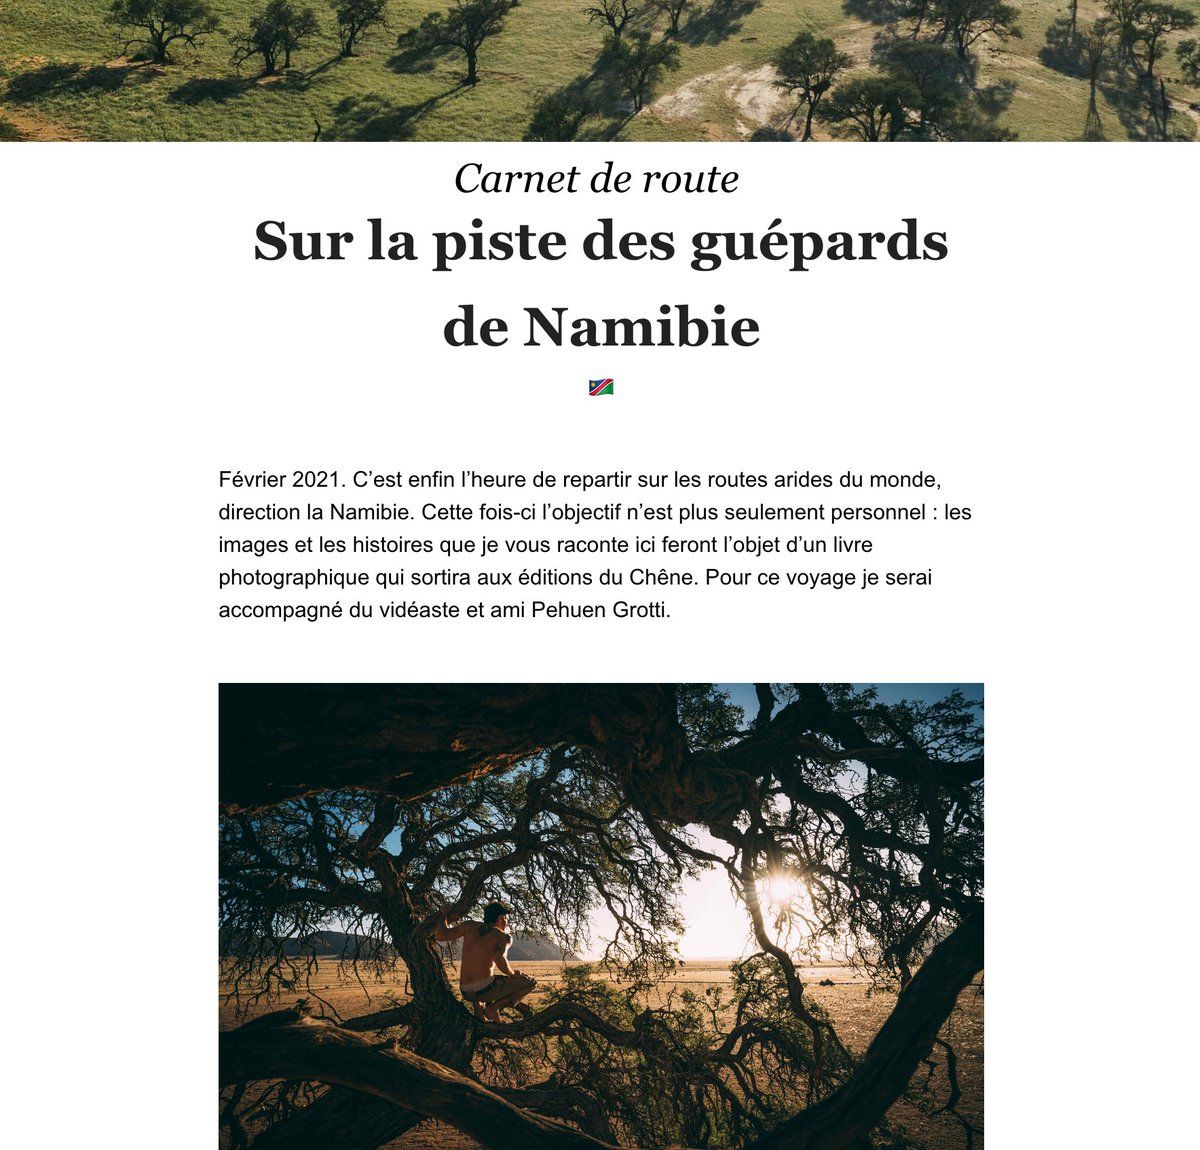 Carnet de route
Sur la piste des guépards
de Namibie
Février 2021. C’est enfin l’heure de repartir sur les routes arides du monde,
direction la Namibie. Cette fois-ci l’objectif n’est plus seulement personnel : les
images et les histoires que je vous raconte ici feront l’objet d’un livre
photographique qui sortira aux éditions du Chêne. Pour ce voyage je serai
accompagné du vidéaste et ami Pehuen Grotti.